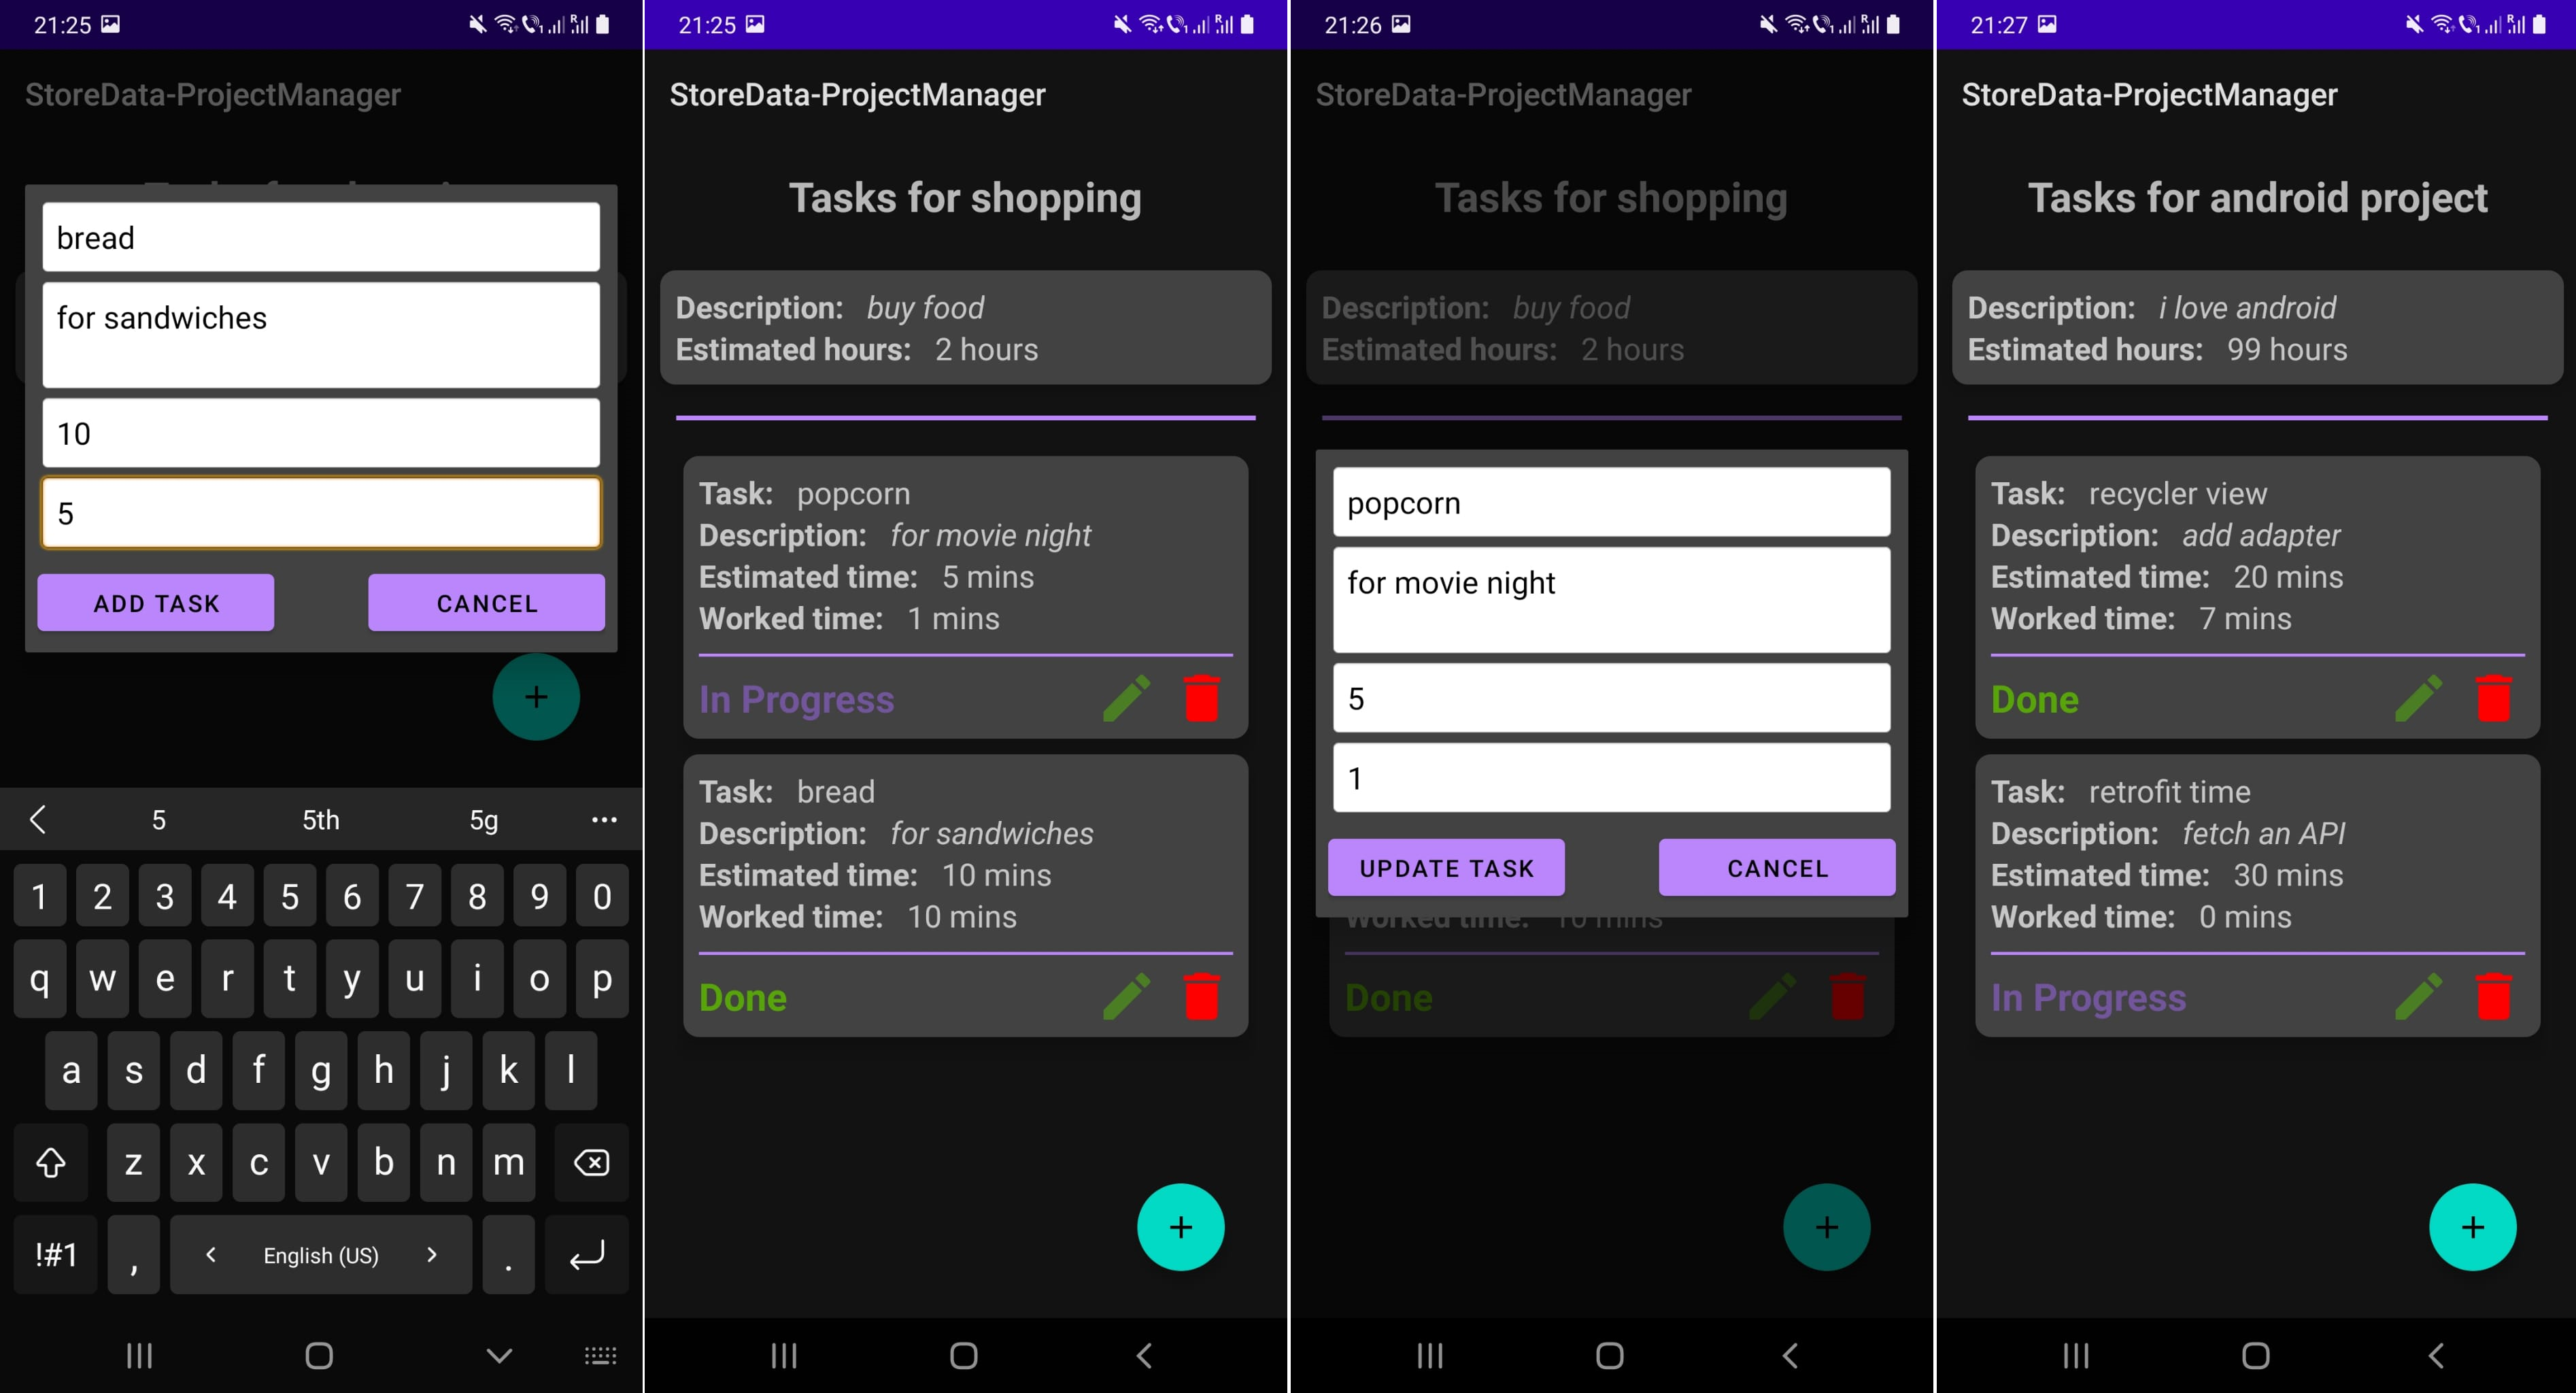 21:25
StoreData-ProjectManager
bread
for sandwiches
10
5
ADD TASK
CANCEL
+
5
5th
5g
1 2 3 4 5 6 7 8 9 0
q w e r t y u i o p
a s d f g h j k l
z x c v b n m
!#1 , English (US) .
21:25
StoreData-ProjectManager
Tasks for shopping
Description: buy food
Estimated hours: 2 hours
Task: popcorn
Description: for movie night
Estimated time: 5 mins
Worked time: 1 mins
In Progress
Task: bread
Description: for sandwiches
Estimated time: 10 mins
Worked time: 10 mins
Done
+
21:26
StoreData-ProjectManager
Tasks for shopping
Description: buy food
Estimated hours: 2 hours
popcorn
for movie night
5
1
UPDATE TASK
CANCEL
Worked time: 10 mins
Done
+
21:27
StoreData-ProjectManager
Tasks for android project
Description: i love android
Estimated hours: 99 hours
Task: recycler view
Description: add adapter
Estimated time: 20 mins
Worked time: 7 mins
Done
Task: retrofit time
Description: fetch an API
Estimated time: 30 mins
Worked time: 0 mins
In Progress
+